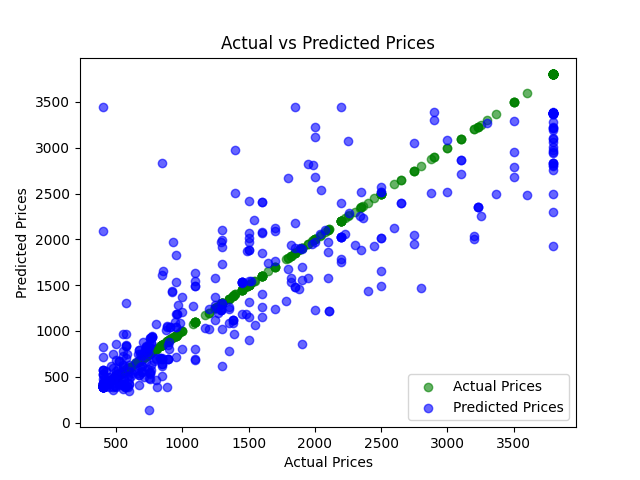 Actual vs Predicted Prices
Predicted Prices
3500
3000
2500
2000
1500
1000
500
0
500 1000 1500 2000 2500 3000 3500
Actual Prices
Actual Prices
Predicted Prices